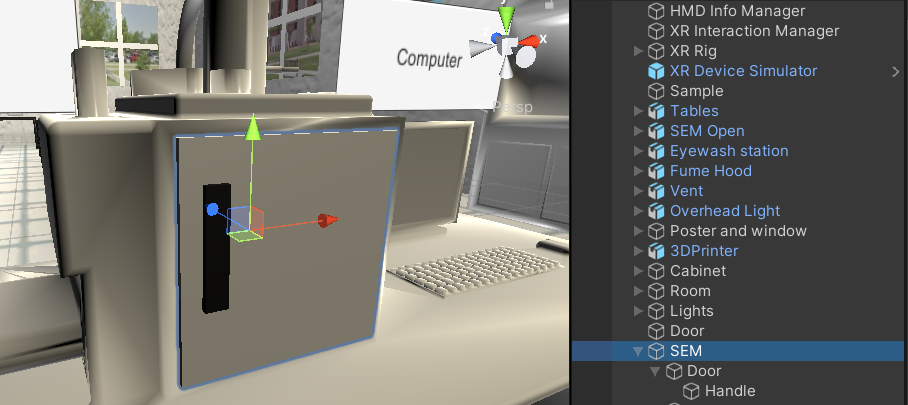 Computer
y
x
z
Persp
HMD Info Manager
XR Interaction Manager
XR Rig
XR Device Simulator
Sample
Tables
SEM Open
Eyewash station
Fume Hood
Vent
Overhead Light
Poster and window
3DPrinter
Cabinet
Room
Lights
Door
SEM
Door
Handle